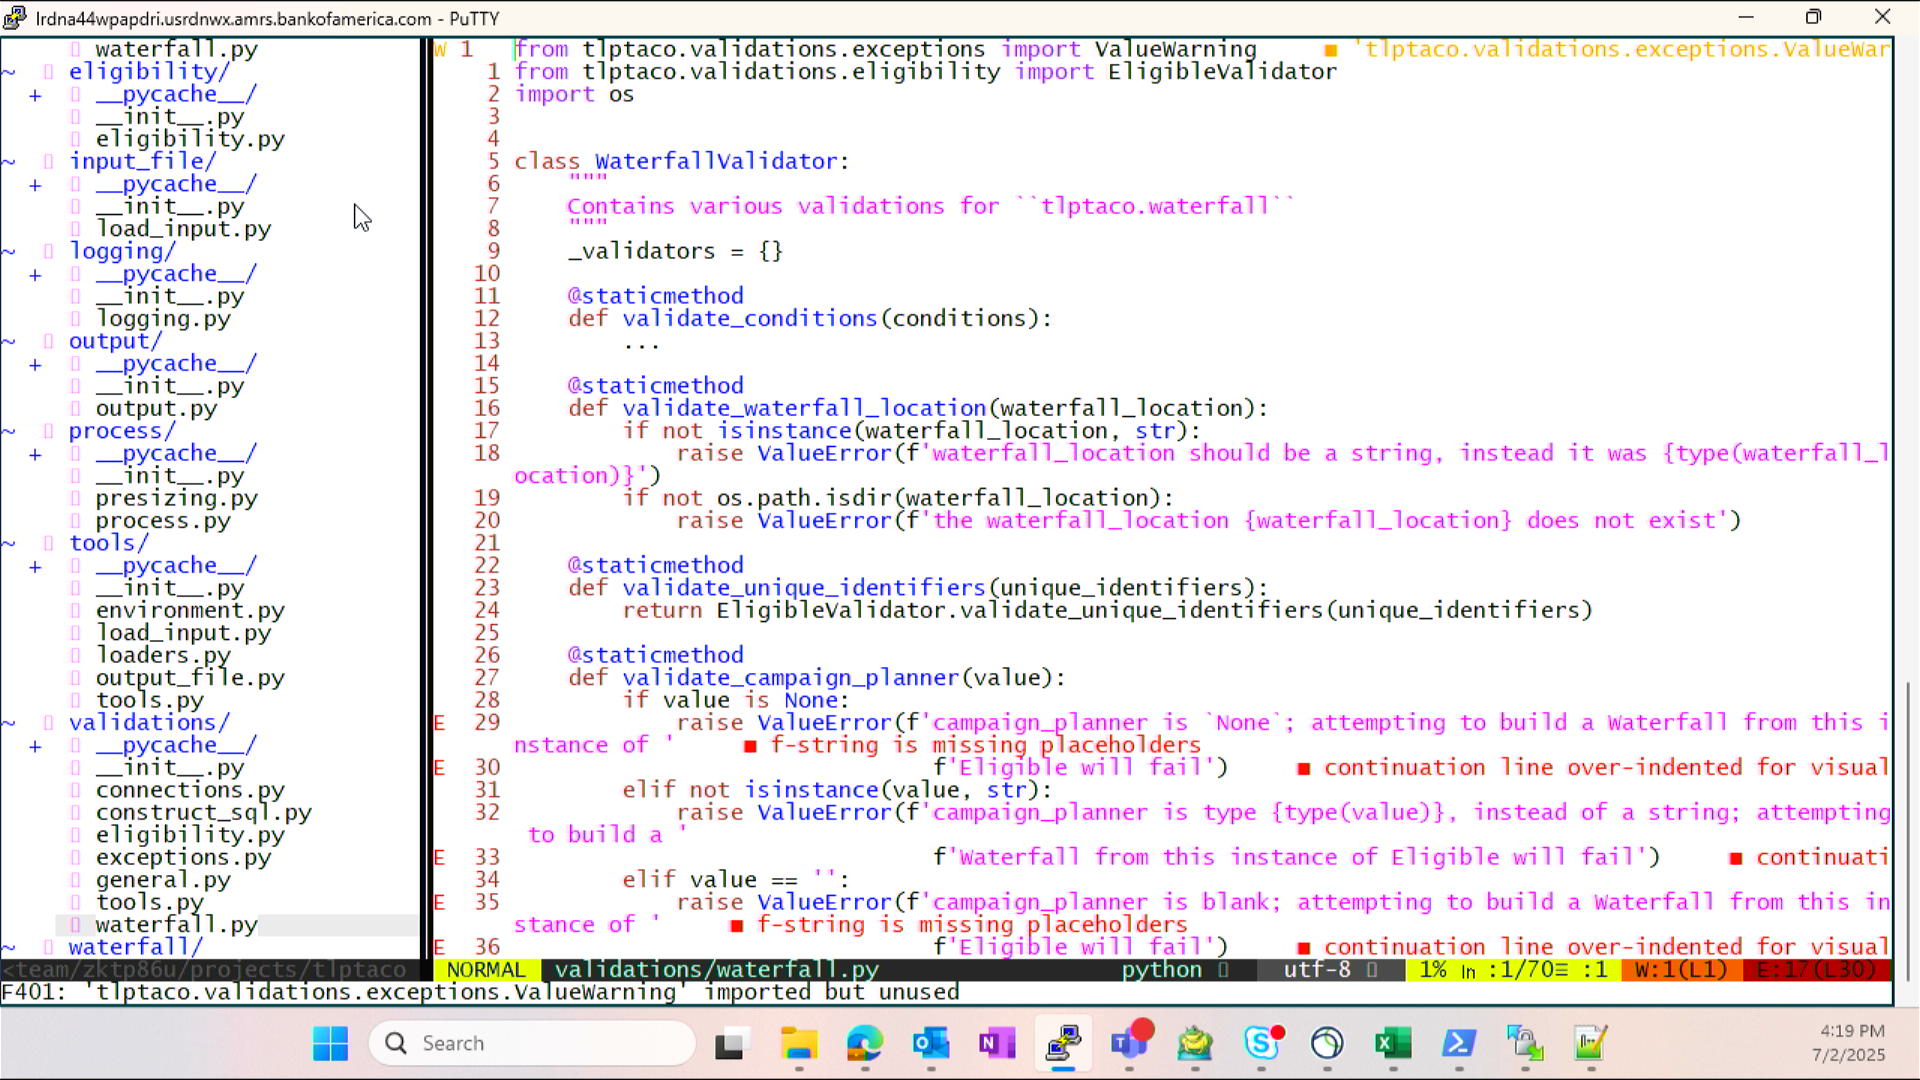 lrdna44wpapdri.usrdnwx.amrs.bankofamerica.com - PuTTY
waterfall.py
~ eligibility/
+ __pycache__/
__init__.py
eligibility.py
~ input_file/
+ __pycache__/
__init__.py
load_input.py
~ logging/
+ __pycache__/
__init__.py
logging.py
~ output/
+ __pycache__/
__init__.py
output.py
~ process/
+ __pycache__/
__init__.py
presizing.py
process.py
~ tools/
+ __pycache__/
__init__.py
environment.py
load_input.py
loaders.py
output_file.py
tools.py
~ validations/
+ __pycache__/
__init__.py
connections.py
construct_sql.py
eligibility.py
exceptions.py
general.py
tools.py
waterfall.py
~ waterfall/
<team/zktp86u/projects/tlptaco
W 1 from tlptaco.validations.exceptions import ValueWarning ■ 'tlptaco.validations.exceptions.ValueWar
1 from tlptaco.validations.eligibility import EligibleValidator
2 import os
3
4
5 class WaterfallValidator:
6 """
7 Contains various validations for ``tlptaco.waterfall``
8 """
9 _validators = {}
10
11 @staticmethod
12 def validate_conditions(conditions):
13 ...
14
15 @staticmethod
16 def validate_waterfall_location(waterfall_location):
17 if not isinstance(waterfall_location, str):
18 raise ValueError(f'waterfall_location should be a string, instead it was {type(waterfall_l
ocation)}')
19 if not os.path.isdir(waterfall_location):
20 raise ValueError(f'the waterfall_location {waterfall_location} does not exist')
21
22 @staticmethod
23 def validate_unique_identifiers(unique_identifiers):
24 return EligibleValidator.validate_unique_identifiers(unique_identifiers)
25
26 @staticmethod
27 def validate_campaign_planner(value):
28 if value is None:
E 29 raise ValueError(f'campaign_planner is `None`; attempting to build a Waterfall from this i
nstance of ' ■ f-string is missing placeholders
E 30 f'Eligible will fail') ■ continuation line over-indented for visual
31 elif not isinstance(value, str):
32 raise ValueError(f'campaign_planner is type {type(value)}, instead of a string; attempting
to build a '
E 33 f'Waterfall from this instance of Eligible will fail') ■ continuati
34 elif value == '':
E 35 raise ValueError(f'campaign_planner is blank; attempting to build a Waterfall from this in
stance of ' ■ f-string is missing placeholders
E 36 f'Eligible will fail') ■ continuation line over-indented for visual
NORMAL validations/waterfall.py python utf-8 1% ln :1/70≡ :1 W:1(L1) E:17(L30)
F401: 'tlptaco.validations.exceptions.ValueWarning' imported but unused
Search
4:19 PM
7/2/2025